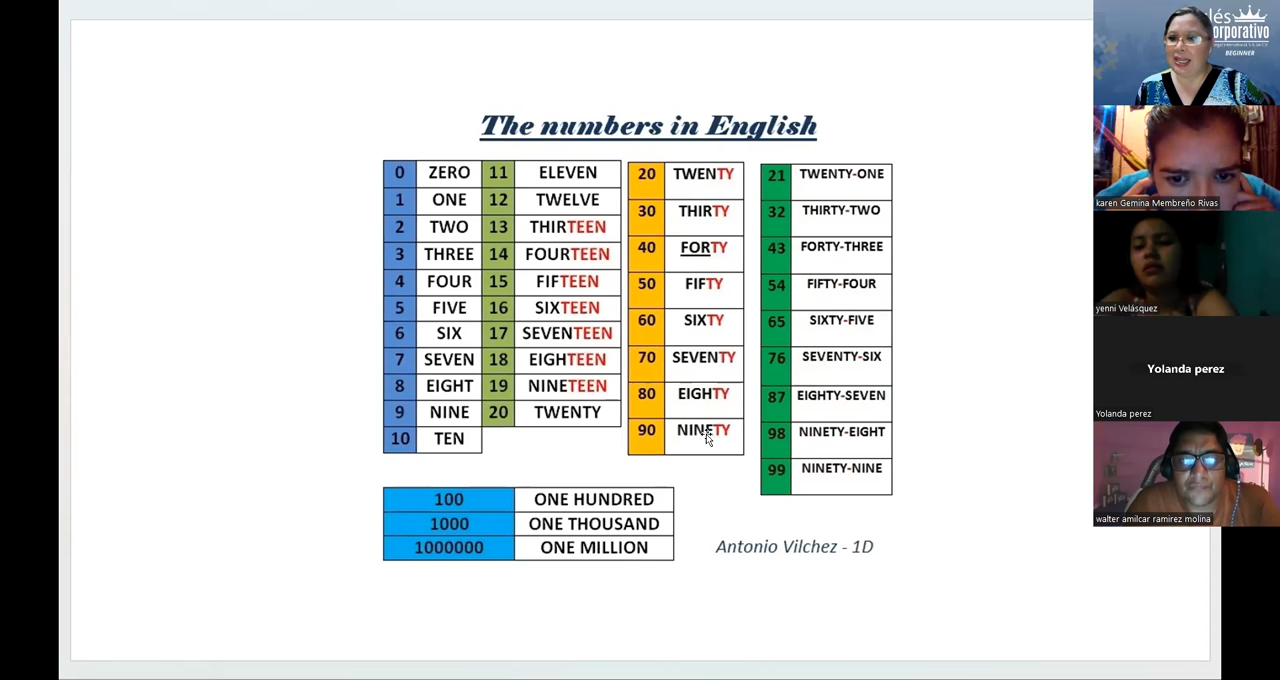 The numbers in English
0 ZERO 11 ELEVEN
1 ONE 12 TWELVE
2 TWO 13 THIRTEEN
3 THREE 14 FOURTEEN
4 FOUR 15 FIFTEEN
5 FIVE 16 SIXTEEN
6 SIX 17 SEVENTEEN
7 SEVEN 18 EIGHTEEN
8 EIGHT 19 NINETEEN
9 NINE 20 TWENTY
10 TEN
20 TWENTY
30 THIRTY
40 FORTY
50 FIFTY
60 SIXTY
70 SEVENTY
80 EIGHTY
90 NINETY
21 TWENTY-ONE
32 THIRTY-TWO
43 FORTY-THREE
54 FIFTY-FOUR
65 SIXTY-FIVE
76 SEVENTY-SIX
87 EIGHTY-SEVEN
98 NINETY-EIGHT
99 NINETY-NINE
100 ONE HUNDRED
1000 ONE THOUSAND
1000000 ONE MILLION
Antonio Vilchez - 1D
lés
orporativo
BEGINNER
karen Gemina Membreño Rivas
yenni Velásquez
Yolanda perez
Yolanda perez
walter amilcar ramirez molina